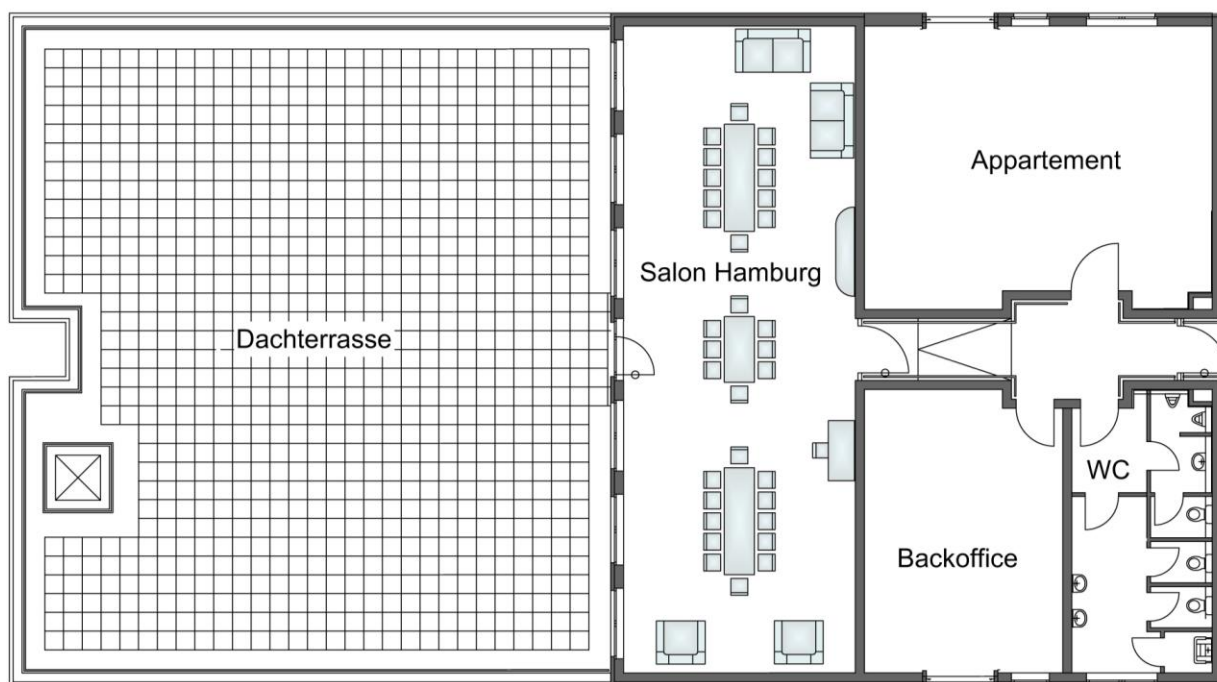 Appartement
Salon Hamburg
Dachterrasse
WC
Backoffice